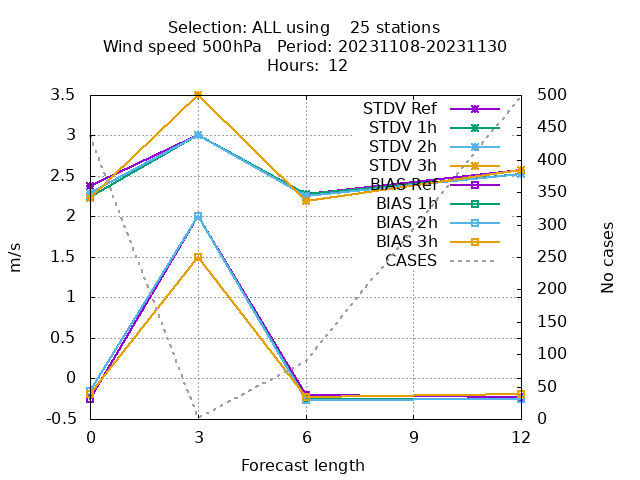 Selection: ALL using 25 stations
Wind speed 500hPa Period: 20231108-20231130
Hours: 12
3.5
3
2.5
2
1.5
1
0.5
0
-0.5
m/s
STDV Ref
STDV 1h
STDV 2h
STDV 3h
BIAS Ref
BIAS 1h
BIAS 2h
BIAS 3h
CASES
500
450
400
350
300
250
200
150
100
50
0
No cases
0 3 6 9 12
Forecast length